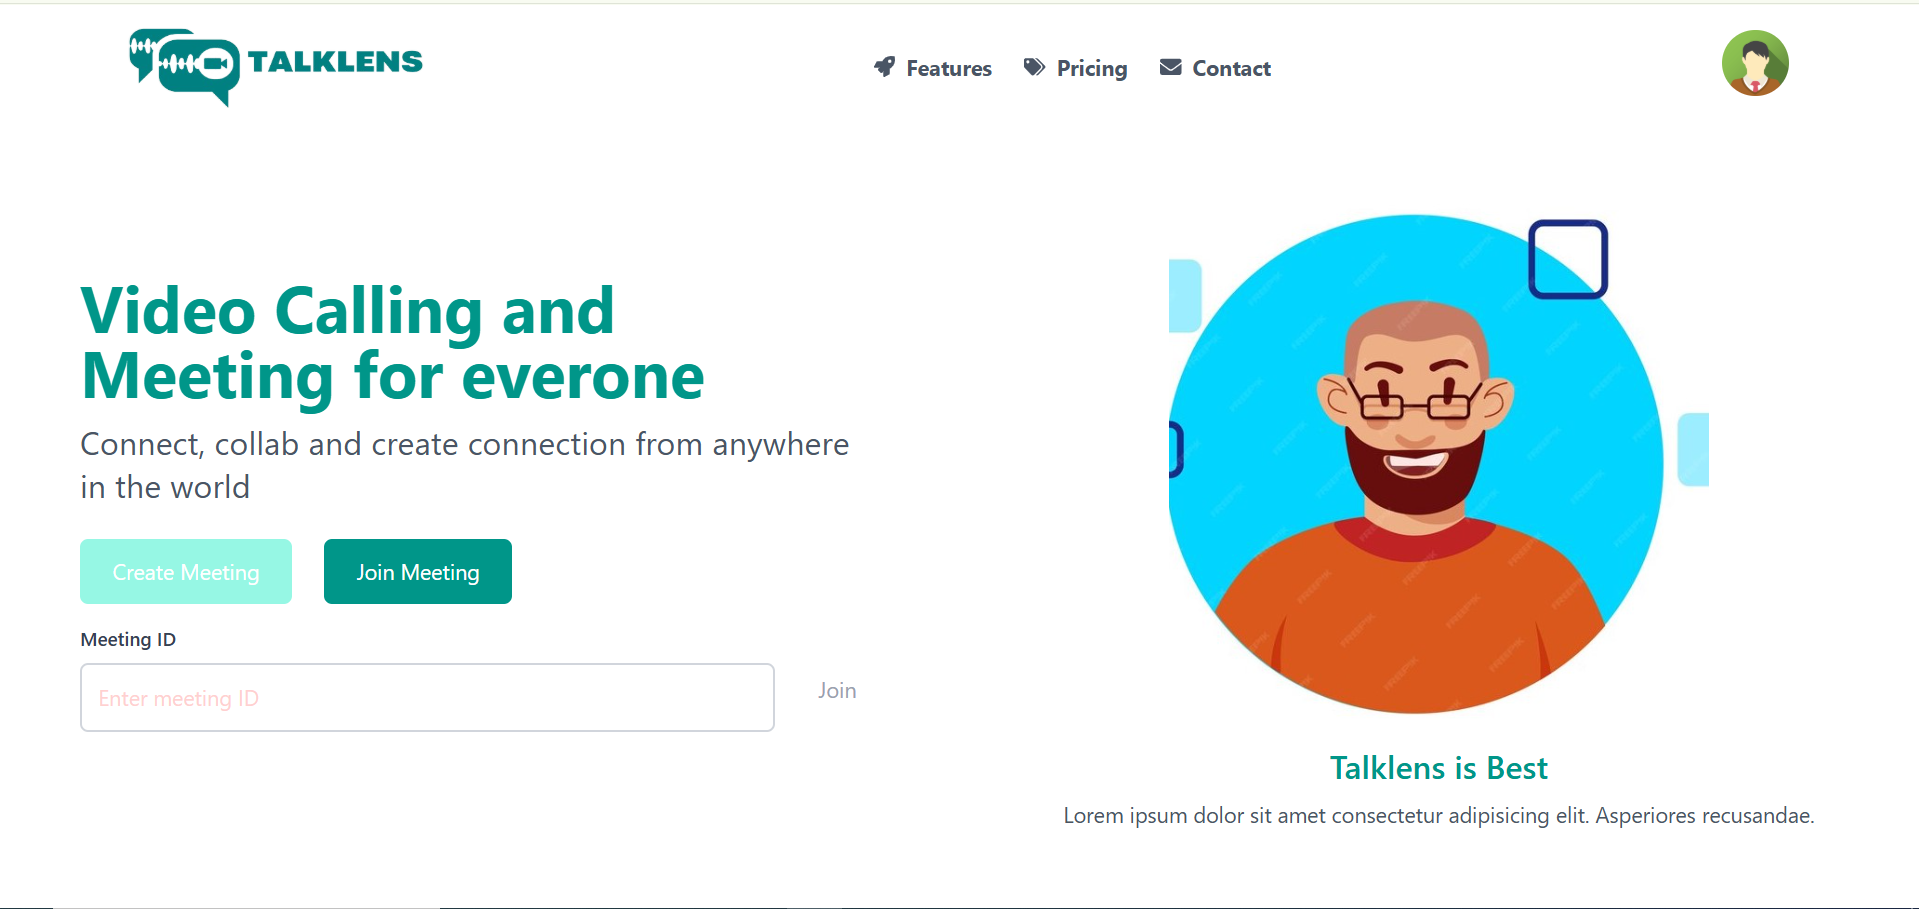 TALKLENS
Features
Pricing
Contact
Video Calling and
Meeting for everone
Connect, collab and create connection from anywhere
in the world
Create Meeting
Join Meeting
Meeting ID
Enter meeting ID
Join
Talklens is Best
Lorem ipsum dolor sit amet consectetur adipisicing elit. Asperiores recusandae.